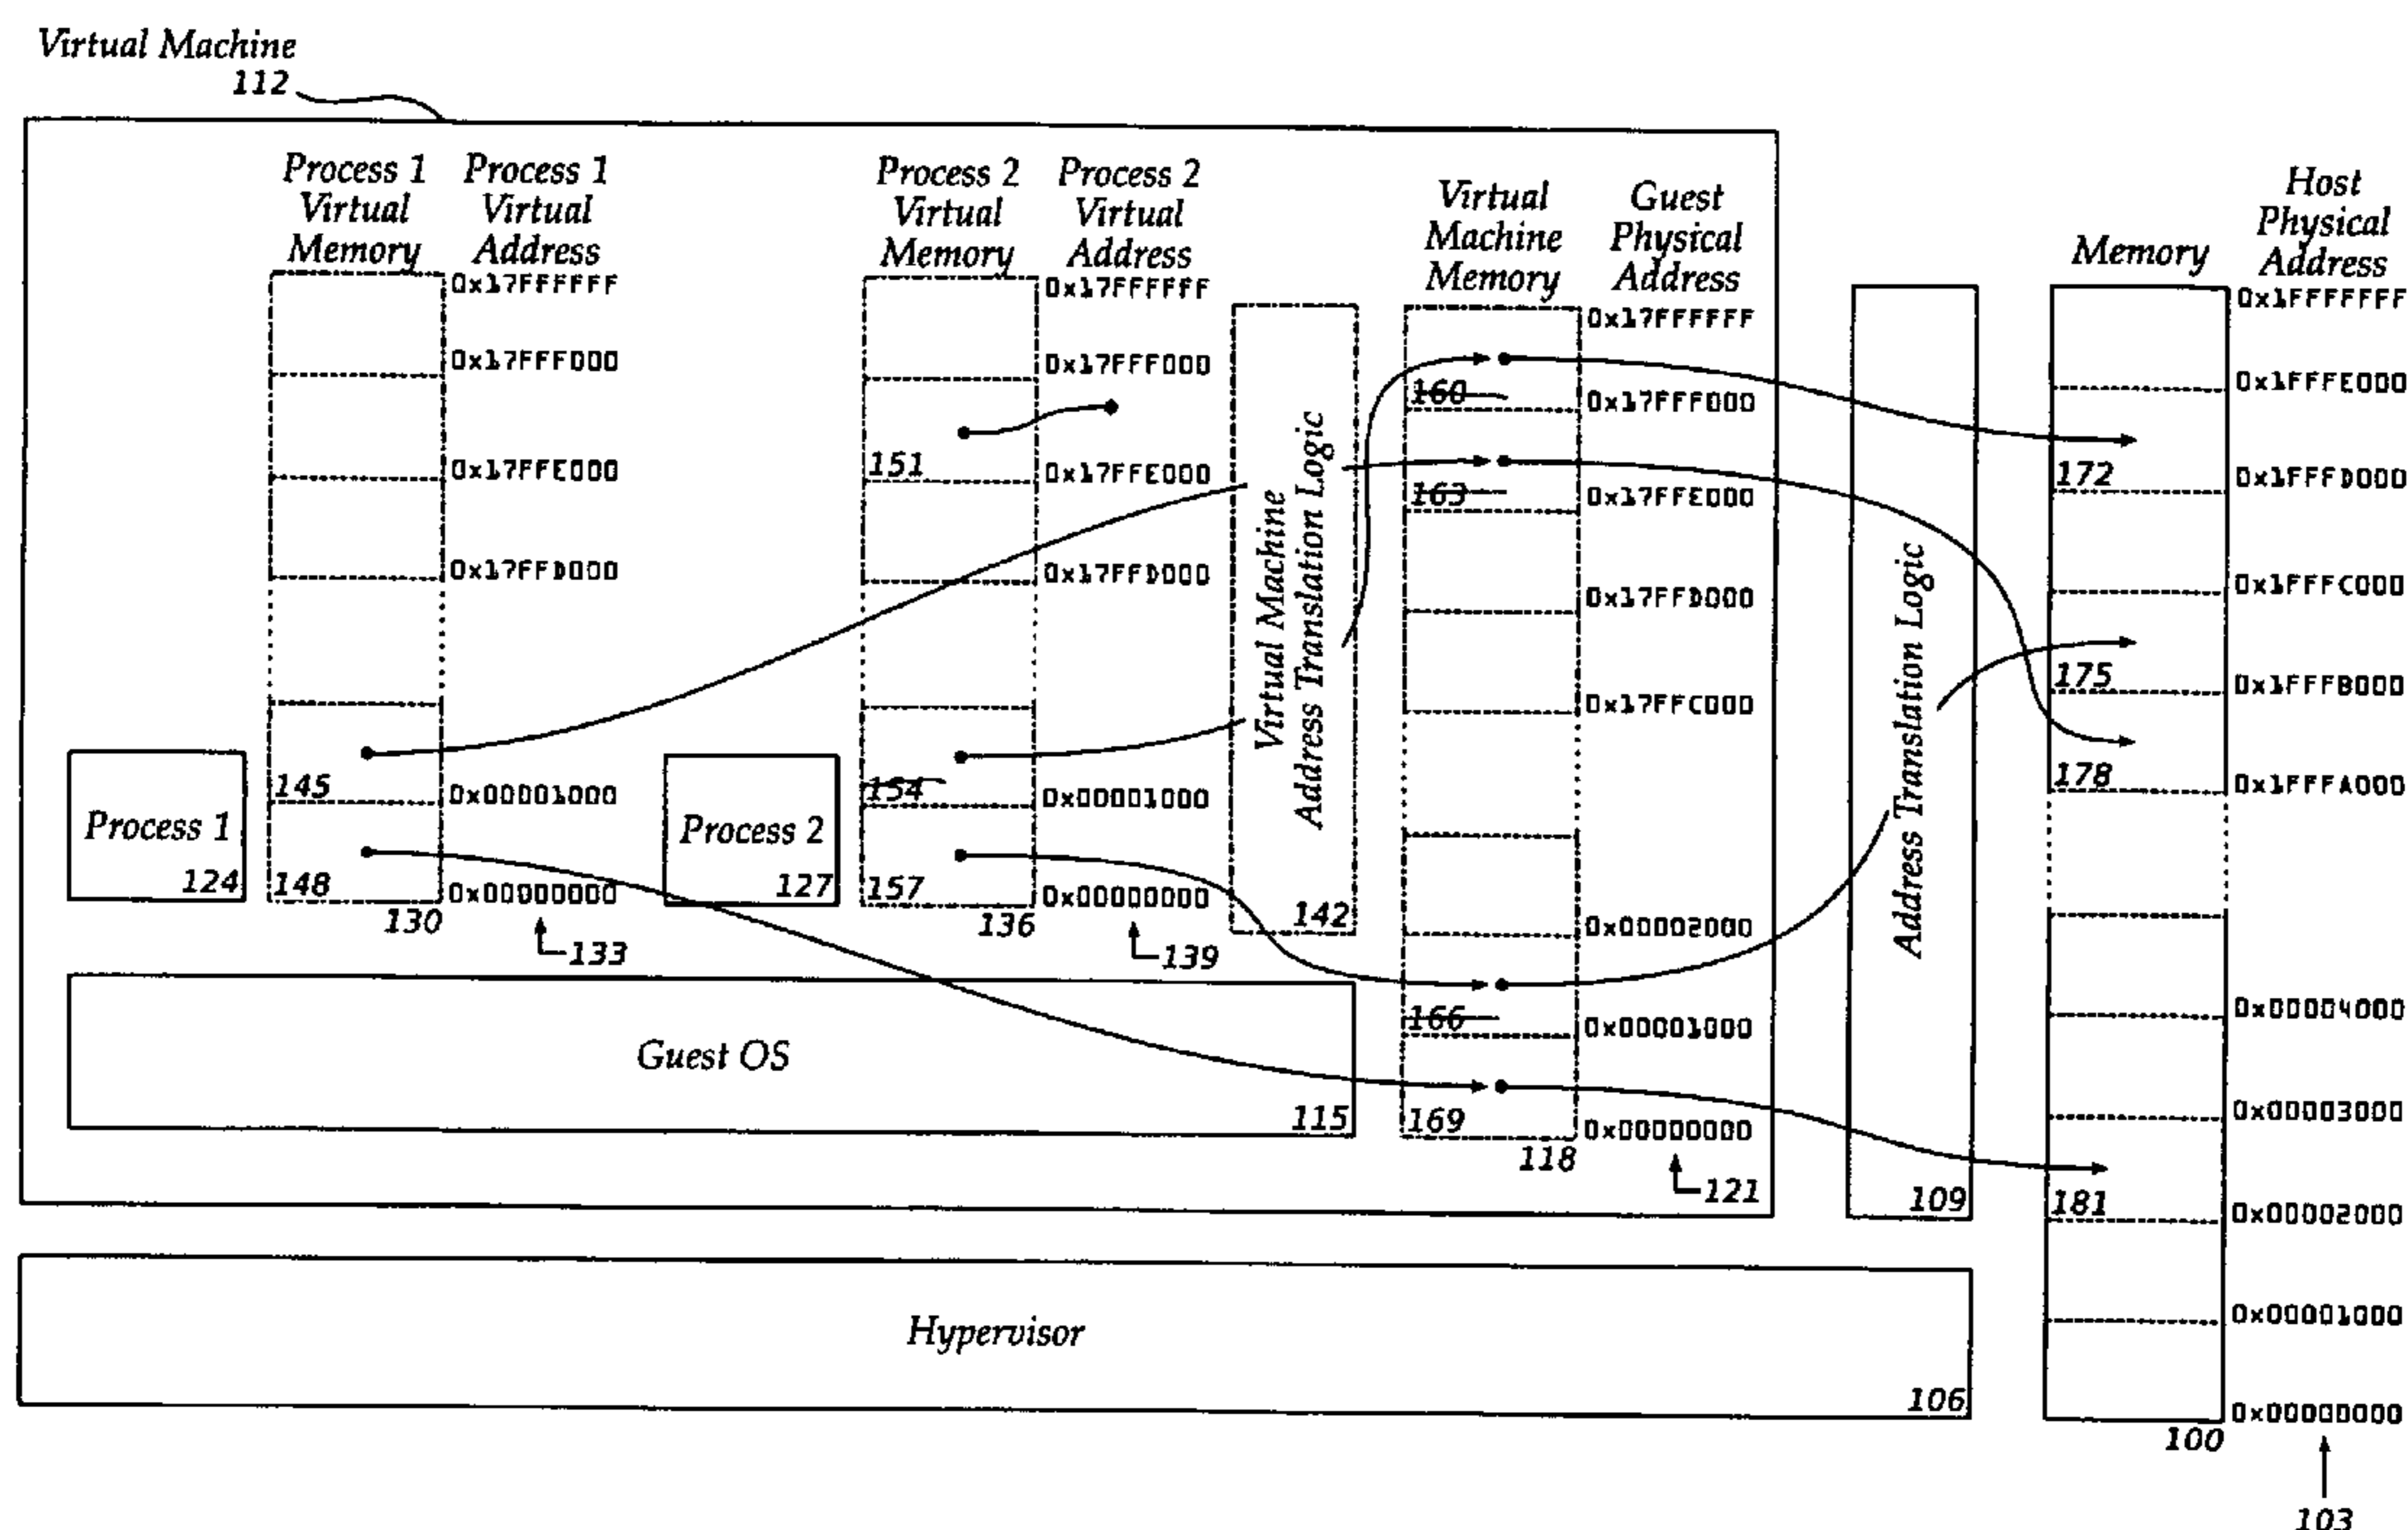 Virtual Machine
112
Process 1
Virtual
Memory
Process 1
Virtual
Address
0x17FFFFFF
0x17FFF000
0x17FFE000
0x17FFD000
0x00001000
0x00000000
145
148
130
133
Process 1
124
Process 2
Virtual
Memory
Process 2
Virtual
Address
0x17FFFFFF
0x17FFF000
0x17FFE000
0x17FFD000
0x00001000
0x00000000
151
154
157
136
139
Process 2
127
Virtual Machine
Address Translation Logic
142
Virtual
Machine
Memory
Guest
Physical
Address
0x17FFFFFF
0x17FFF000
0x17FFE000
0x17FFD000
0x17FFC000
0x00002000
0x00001000
0x00000000
160
163
166
169
118
121
Guest OS
115
Address Translation Logic
109
Hypervisor
106
Memory
Host
Physical
Address
0x1FFFFFFF
0x1FFFE000
0x1FFFD000
0x1FFFC000
0x1FFFB000
0x1FFFA000
0x00004000
0x00003000
0x00002000
0x00001000
0x00000000
172
175
178
181
100
103